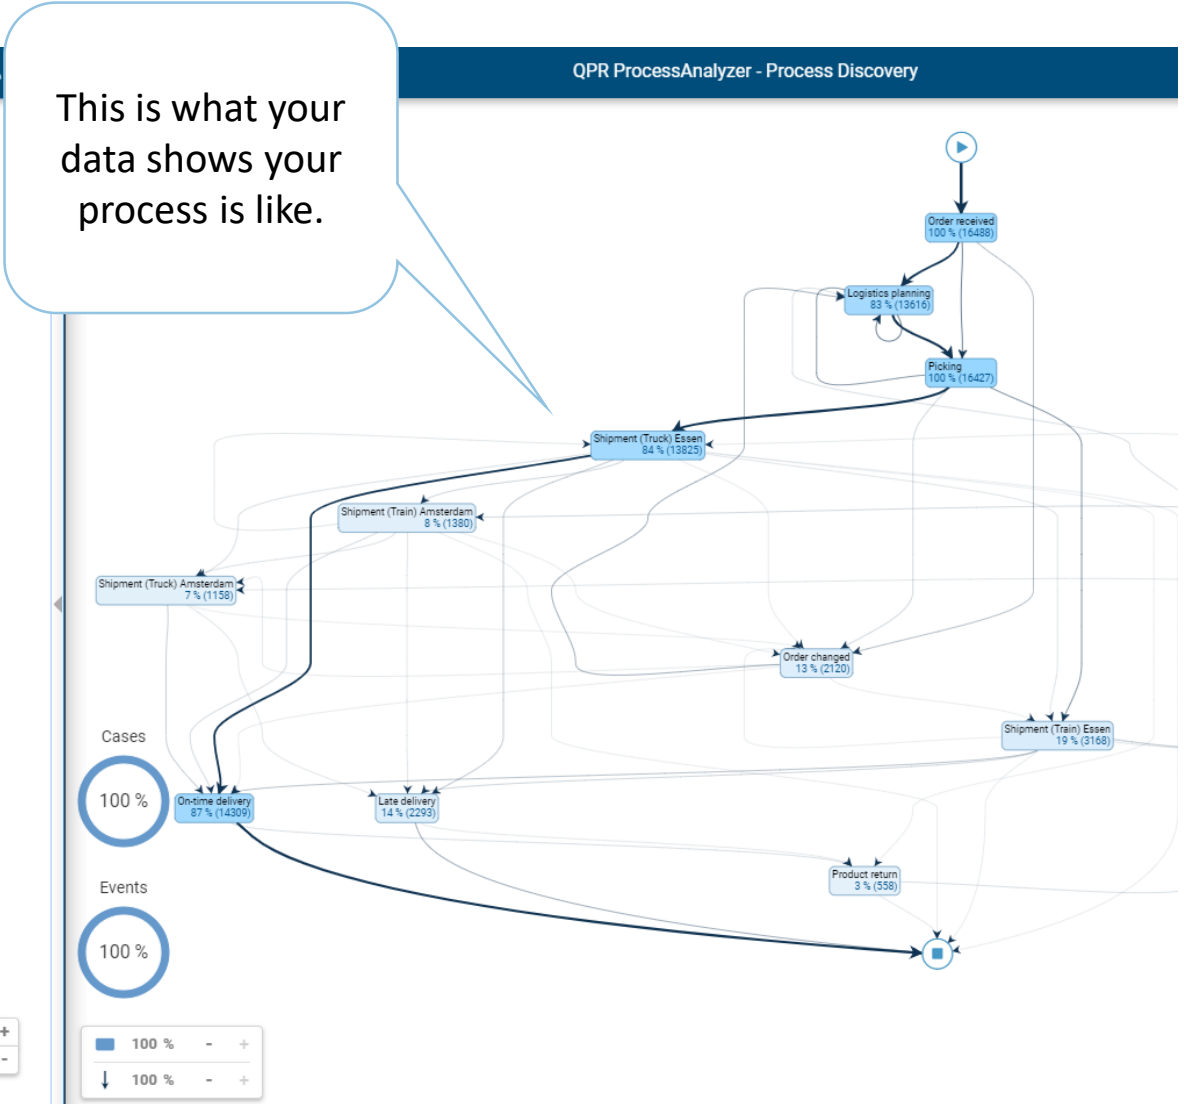 This is what your
data shows your
process is like.
QPR ProcessAnalyzer - Process Discovery
Order received
100 % (16488)
Logistics planning
83 % (13616)
Picking
100 % (16427)
Shipment (Truck) Essen
84 % (13825)
Shipment (Train) Amsterdam
8 % (1380)
Shipment (Truck) Amsterdam
7 % (1158)
Order changed
13 % (2120)
Shipment (Train) Essen
19 % (3168)
Cases
100 %
On-time delivery
87 % (14309)
Late delivery
14 % (2293)
Product return
3 % (558)
Events
100 %
100 % - +
100 % - +
+
-